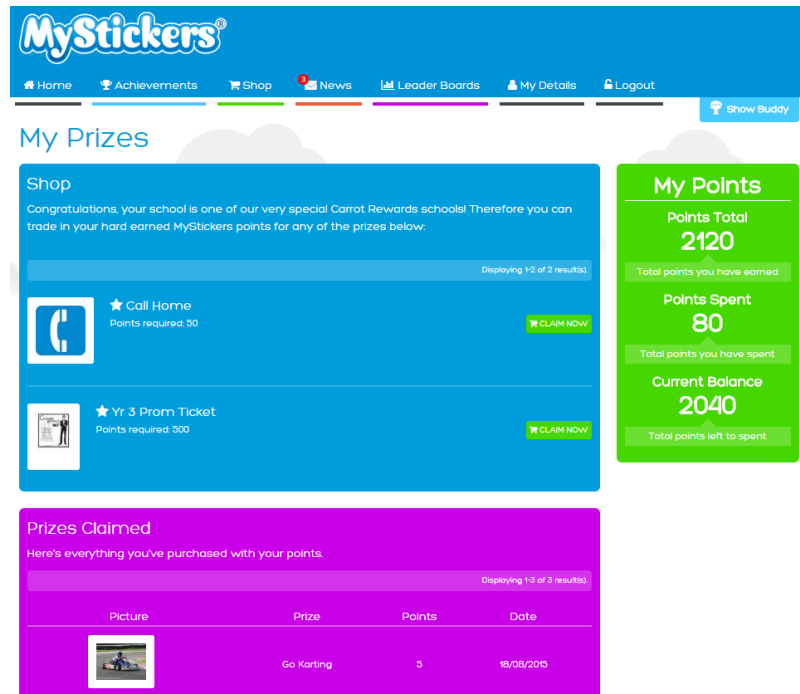 MyStickers®
Home Achievements Shop 3 News Leader Boards My Details Logout
Show Buddy
My Prizes
Shop
Congratulations, your school is one of our very special Carrot Rewards schools! Therefore you can
trade in your hard earned MyStickers points for any of the prizes below:
Displaying 1-2 of 2 result(s).
Call Home
Points required: 50
CLAIM NOW
Yr 3 Prom Ticket
Points required: 500
CLAIM NOW
My Points
Points Total
2120
Total points you have earned
Points Spent
80
Total points you have spent
Current Balance
2040
Total points left to spent
Prizes Claimed
Here's everything you've purchased with your points.
Displaying 1-3 of 3 result(s).
Picture Prize Points Date
Go Karting 5 18/08/2015